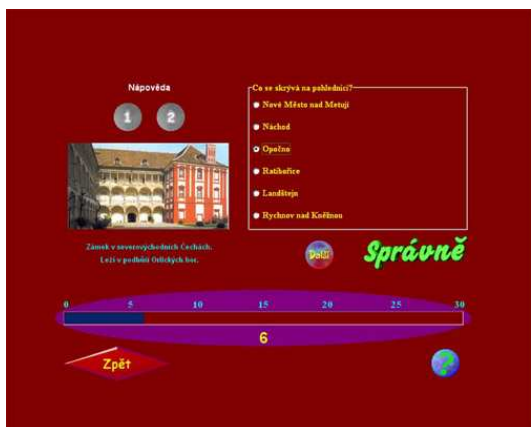 Nápověda
1 2
Co se skrývá na pohlednici?
Nové Město nad Metují
Náchod
Opočno
Ratibořice
Landštejn
Rychnov nad Kněžnou
Zámek v severovýchodních Čechách.
Leží v podhůří Orlických hor.
Další
Správně
0 5 10 15 20 25 30
6
Zpět
?